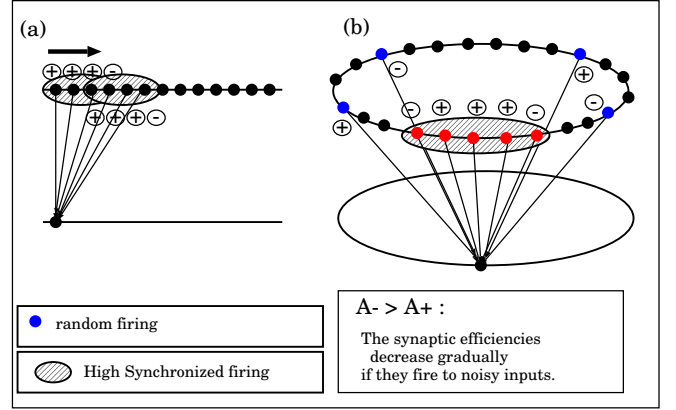 (a)
(b)
+ + + -
+ + + -
- +
- + + + - -
+
random firing
High Synchronized firing
A- > A+ :
The synaptic efficiencies
decrease gradually
if they fire to noisy inputs.